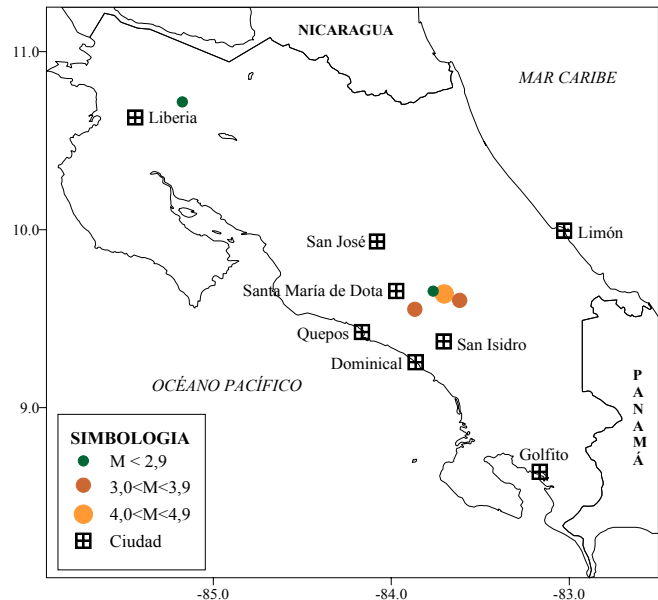 11.0
10.0
9.0
NICARAGUA
MAR CARIBE
Liberia
San José
Limón
Santa María de Dota
Quepos
San Isidro
Dominical
OCÉANO PACÍFICO
PANAMÁ
Golfito
SIMBOLOGIA
M < 2,9
3,0<M<3,9
4,0<M<4,9
Ciudad
-85.0
-84.0
-83.0